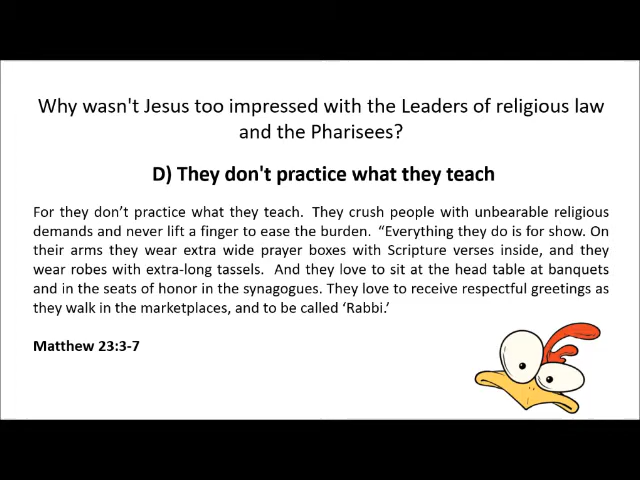 Why wasn't Jesus too impressed with the Leaders of religious law
and the Pharisees?
D) They don't practice what they teach
For they don’t practice what they teach. They crush people with unbearable religious
demands and never lift a finger to ease the burden. “Everything they do is for show. On
their arms they wear extra wide prayer boxes with Scripture verses inside, and they
wear robes with extra-long tassels. And they love to sit at the head table at banquets
and in the seats of honor in the synagogues. They love to receive respectful greetings as
they walk in the marketplaces, and to be called ‘Rabbi.’
Matthew 23:3-7